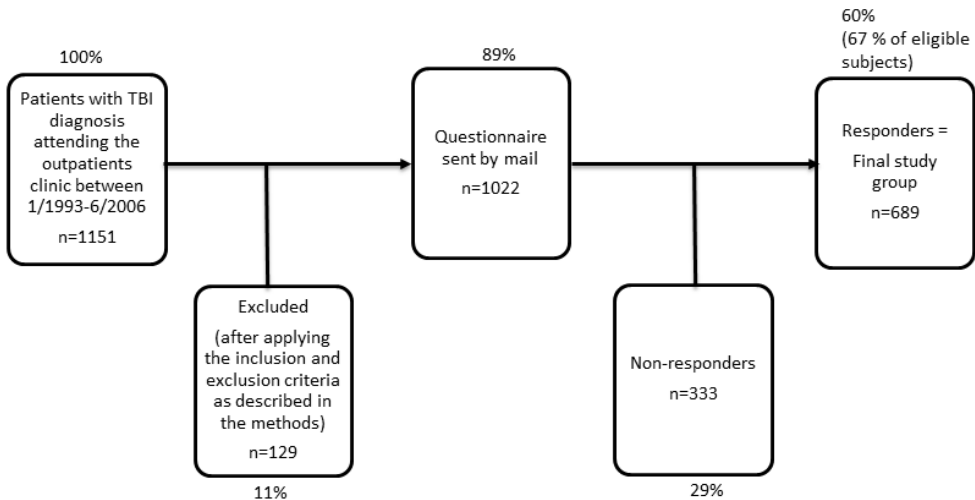 100%
Patients with TBI
diagnosis
attending the
outpatients
clinic between
1/1993-6/2006
n=1151
Excluded
(after applying
the inclusion and
exclusion criteria
as described in
the methods)
n=129
11%
89%
Questionnaire
sent by mail
n=1022
Non-responders
n=333
29%
60%
(67 % of eligible
subjects)
Responders =
Final study
group
n=689